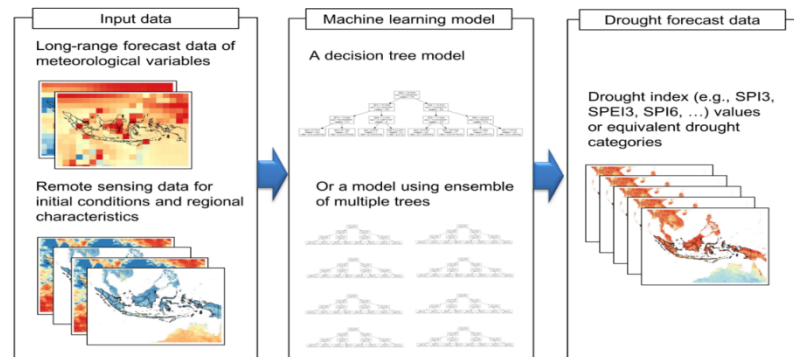 Input data
Long-range forecast data of
meteorological variables
Remote sensing data for
initial conditions and regional
characteristics
Machine learning model
A decision tree model
Or a model using ensemble
of multiple trees
Drought forecast data
Drought index (e.g., SPI3,
SPEI3, SPI6, ...) values
or equivalent drought
categories